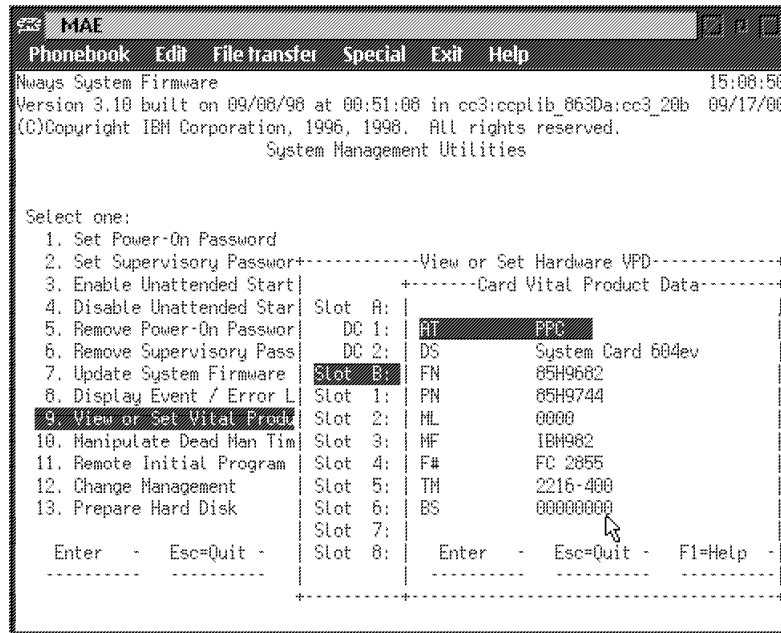 MAE
Phonebook Edit File transfer Special Exit Help
Nways System Firmware 15:08:50
Version 3.10 built on 09/08/98 at 00:51:08 in cc3:ccplib_863Da:cc3_20b 09/17/00
(C)Copyright IBM Corporation, 1996, 1998. All rights reserved.
System Management Utilities
Select one:
1. Set Power-On Password
2. Set Supervisory Passwor+------------View or Set Hardware VPD-------------+
3. Enable Unattended Start| +-------Card Vital Product Data--------+
4. Disable Unattended Star| Slot A: |
5. Remove Power-On Passwor| DC 1: | AT PPC
6. Remove Supervisory Pass| DC 2: | DS System Card 604ev
7. Update System Firmware | Slot B: | FN 85H9682
8. Display Event / Error L| Slot 1: | PN 85H9744
9. View or Set Vital Produ| Slot 2: | ML 0000
10. Manipulate Dead Man Tim| Slot 3: | MF IBM982
11. Remote Initial Program | Slot 4: | F# FC 2855
12. Change Management | Slot 5: | TM 2216-400
13. Prepare Hard Disk | Slot 6: | BS 00000000
| Slot 7: |
Enter - Esc=Quit - | Slot 8: | Enter - Esc=Quit - F1=Help -